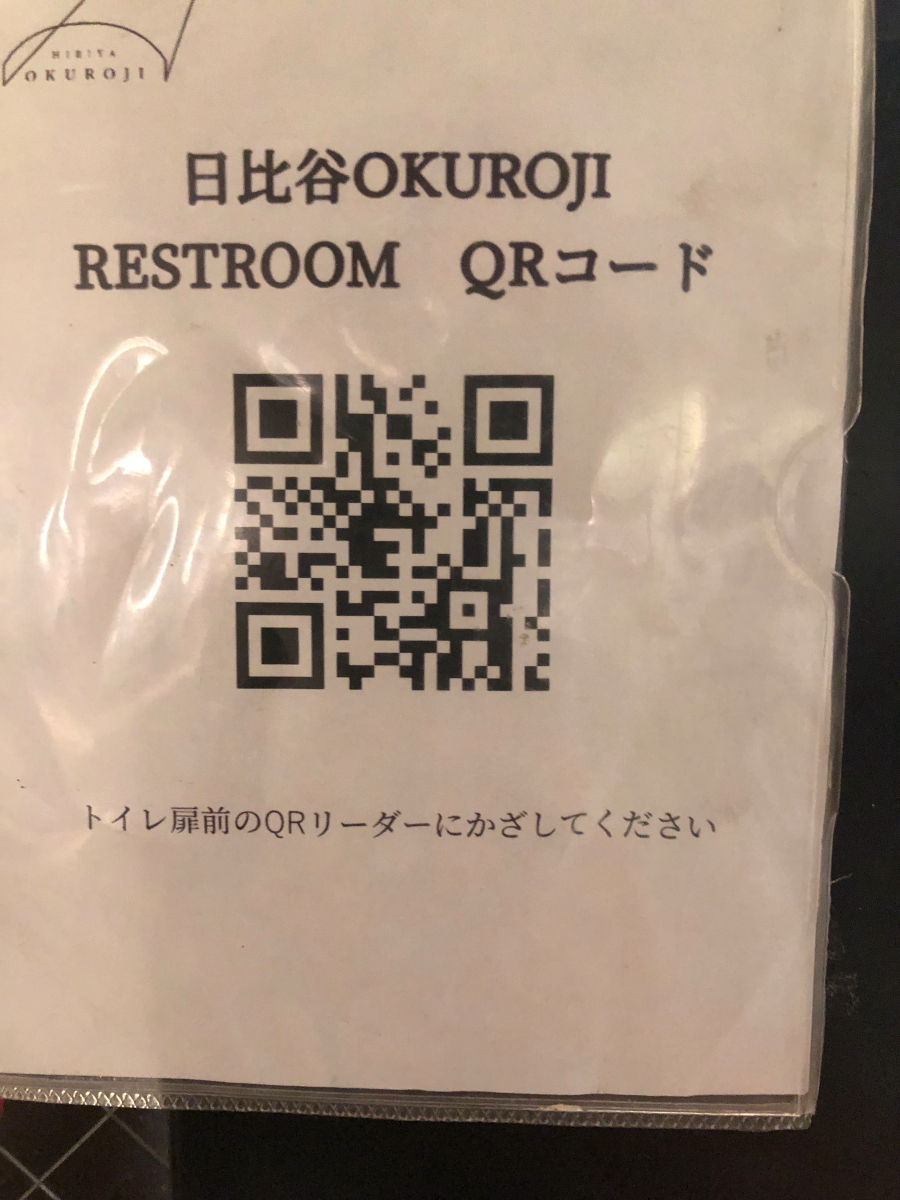 HIBIYA
OKUROJI
日比谷OKUROJI
RESTROOM　QRコード
トイレ扉前のQRリーダーにかざしてください